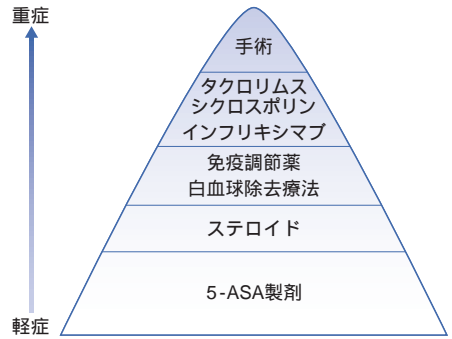 重症
手術
タクロリムス
シクロスポリン
インフリキシマブ
免疫調節薬
白血球除去療法
ステロイド
5-ASA製剤
軽症